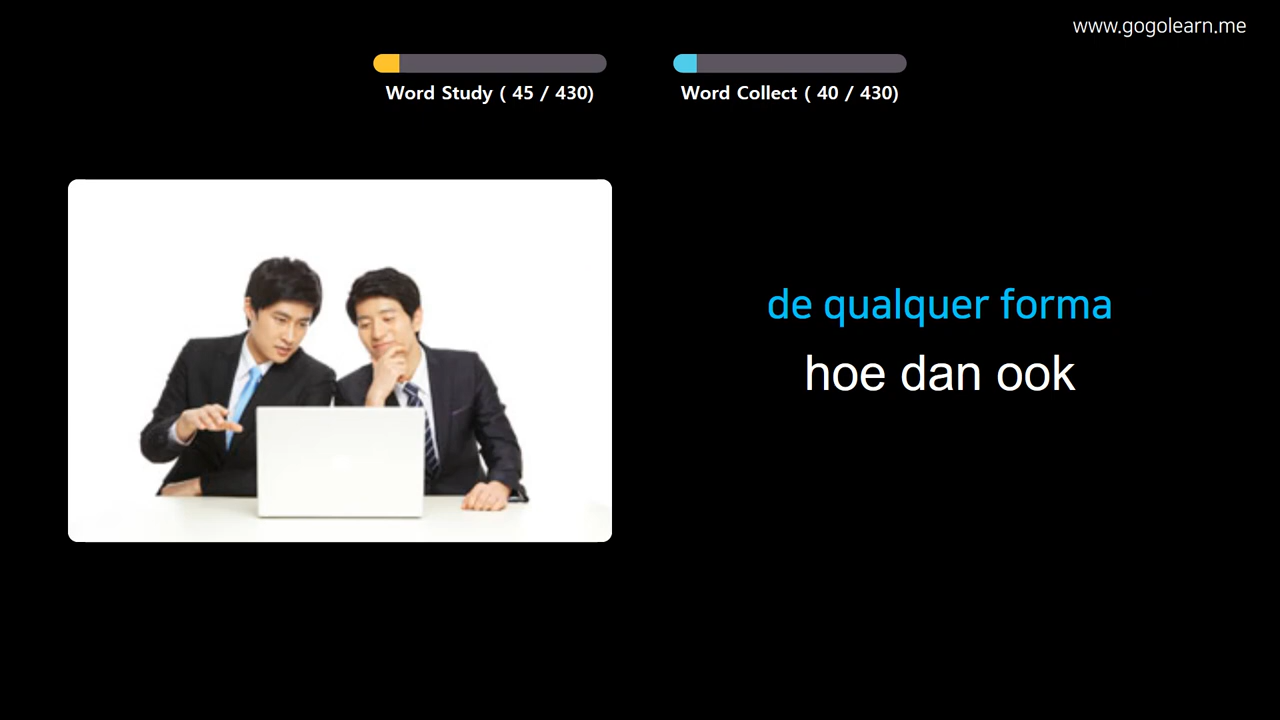 www.gogolearn.me
Word Study ( 45 / 430)
Word Collect ( 40 / 430)
de qualquer forma
hoe dan ook